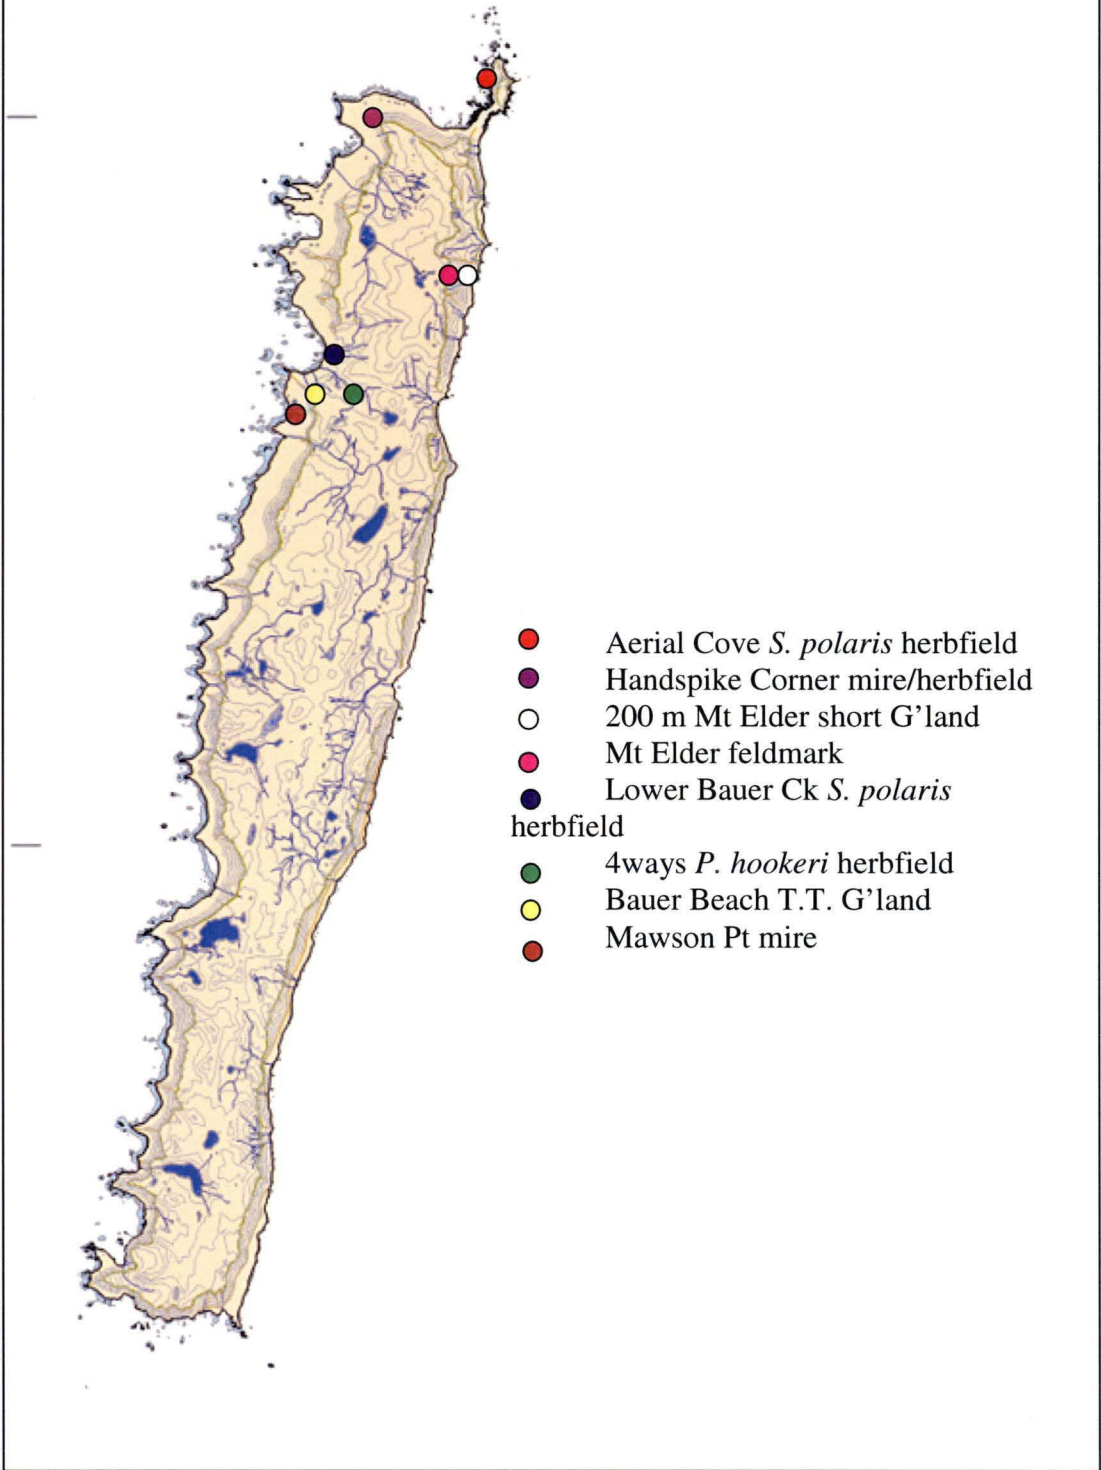 Aerial Cove S. polaris herbfield
Handspike Corner mire/herbfield
200 m Mt Elder short G'land
Mt Elder feldmark
Lower Bauer Ck S. polaris
herbfield
4ways P. hookeri herbfield
Bauer Beach T.T. G'land
Mawson Pt mire